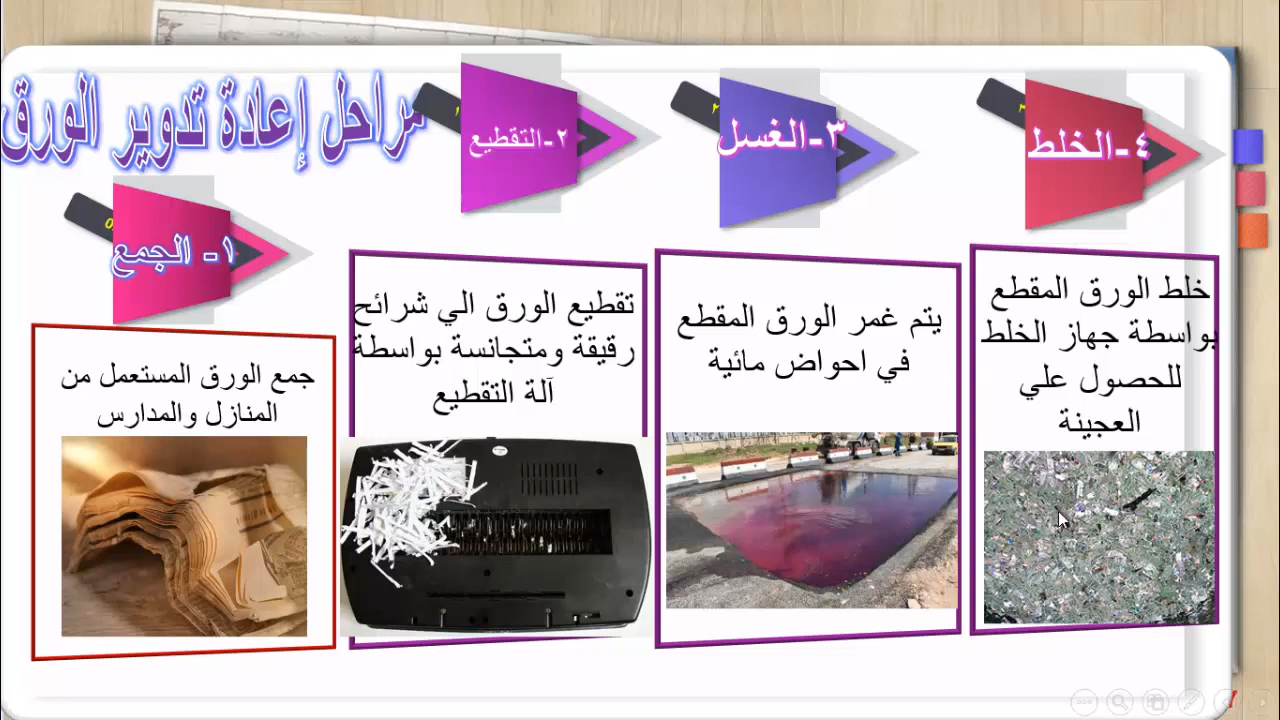 مراحل إعادة تدوير الورق
١- الجمع
جمع الورق المستعمل من
المنازل والمدارس
٢-التقطيع
تقطيع الورق الي شرائح
رقيقة ومتجانسة بواسطة
آلة التقطيع
٣-الغسل
يتم غمر الورق المقطع
في احواض مائية
٤-الخلط
خلط الورق المقطع
بواسطة جهاز الخلط
للحصول علي
العجينة